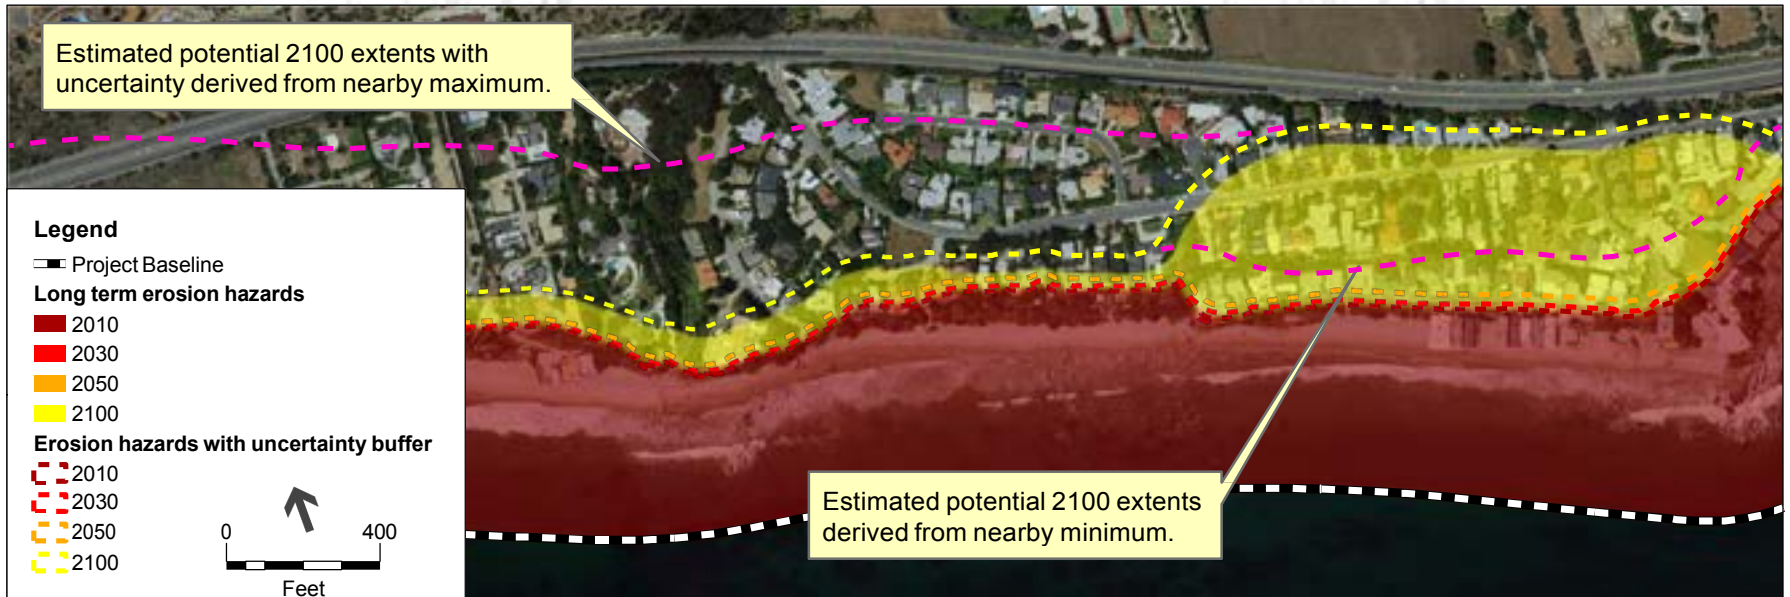 Estimated potential 2100 extents with
uncertainty derived from nearby maximum.
Legend
Project Baseline
Long term erosion hazards
2010
2030
2050
2100
Erosion hazards with uncertainty buffer
2010
2030
2050
2100
0 400
Feet
Estimated potential 2100 extents
derived from nearby minimum.